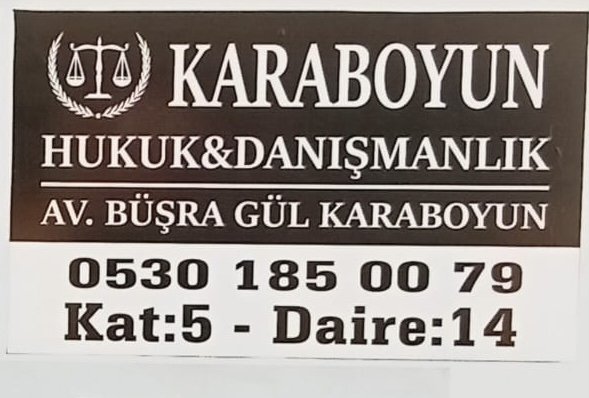 KARABOYUN
HUKUK&DANIŞMANLIK
AV. BÜŞRA GÜL KARABOYUN
0530 185 00 79
Kat:5 - Daire:14